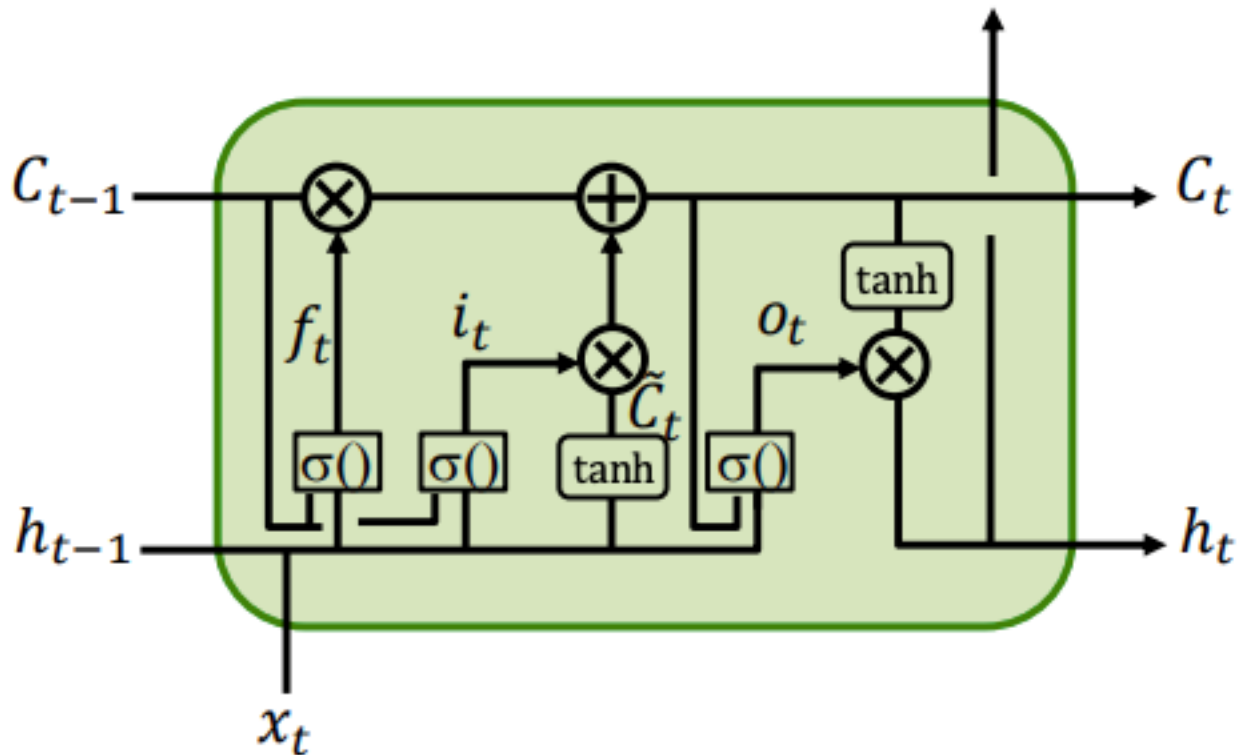 C_{t−1} C_t
tanh
f_t i_t o_t
C̃_t
σ() σ() tanh σ()
h_{t−1} h_t
x_t